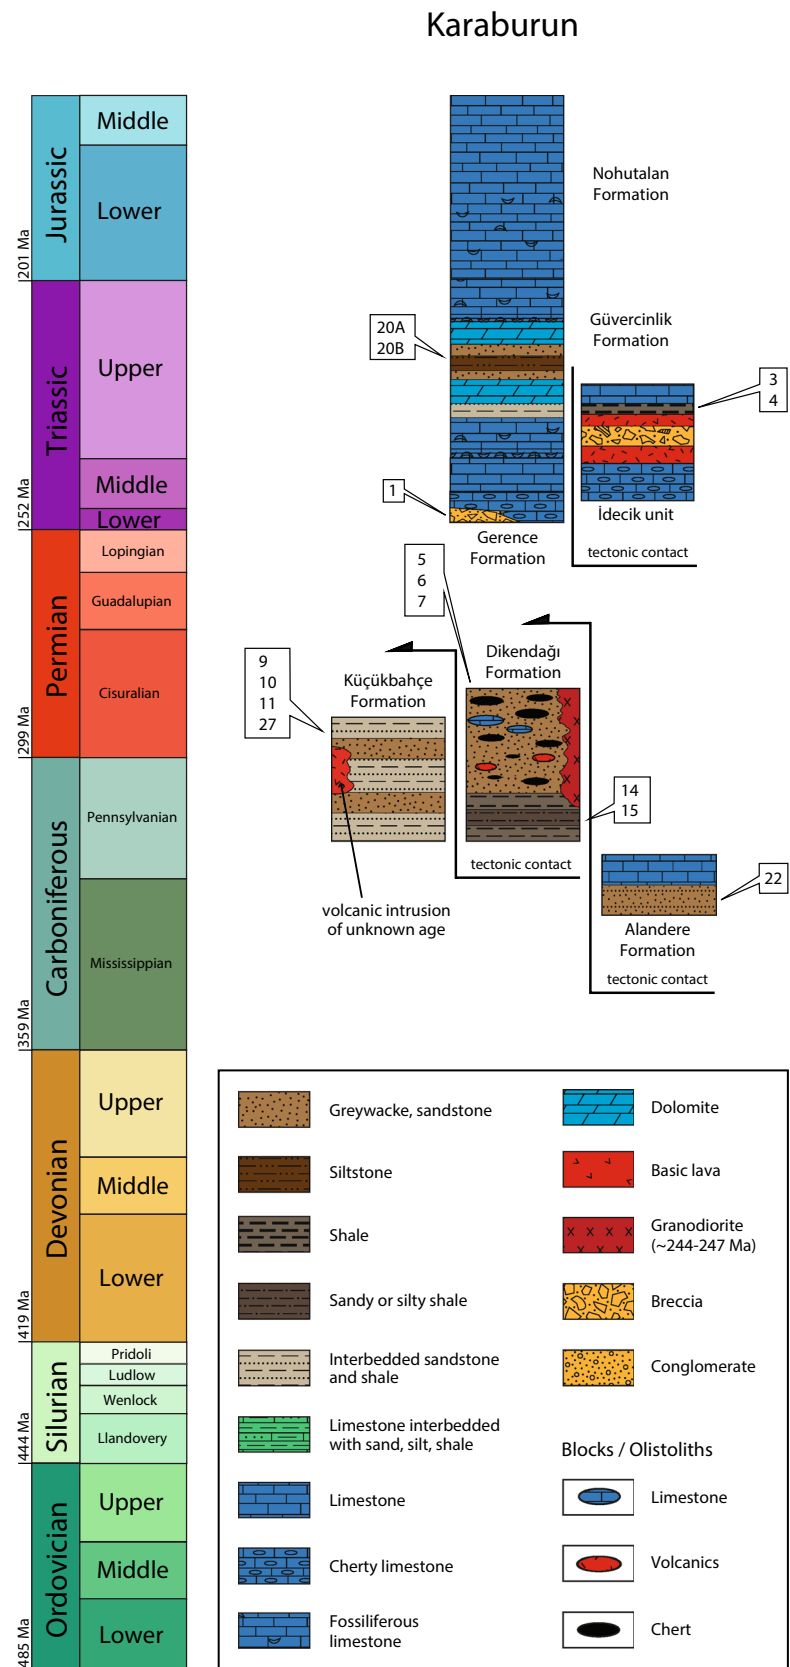 Karaburun
Jurassic
Middle
Lower
201 Ma
Triassic
Upper
Middle
Lower
252 Ma
Permian
Lopingian
Guadalupian
Cisuralian
299 Ma
Carboniferous
Pennsylvanian
Mississippian
359 Ma
Devonian
Upper
Middle
Lower
419 Ma
Silurian
Pridoli
Ludlow
Wenlock
Llandovery
444 Ma
Ordovician
Upper
Middle
Lower
485 Ma
Nohutalan
Formation
20A
20B
Güvercinlik
Formation
3
4
1
İdecik unit
Gerence
Formation
tectonic contact
5
6
7
9
10
11
27
Küçükbahçe
Formation
Dikendağı
Formation
14
15
tectonic contact
volcanic intrusion
of unknown age
22
Alandere
Formation
tectonic contact
Greywacke, sandstone
Siltstone
Shale
Sandy or silty shale
Interbedded sandstone
and shale
Limestone interbedded
with sand, silt, shale
Limestone
Cherty limestone
Fossiliferous
limestone
Dolomite
Basic lava
Granodiorite
(~244-247 Ma)
Breccia
Conglomerate
Blocks / Olistoliths
Limestone
Volcanics
Chert